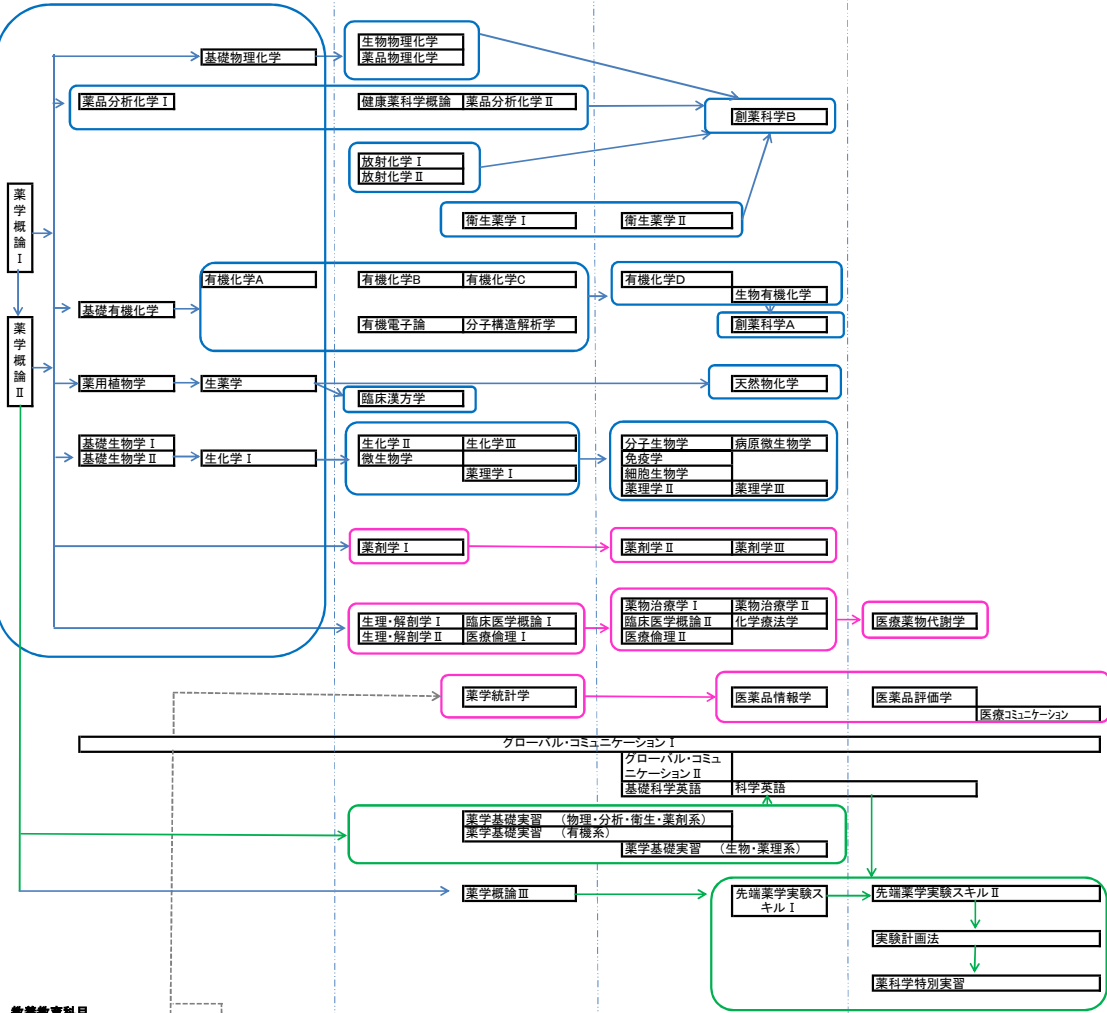 生物物理化学
基礎物理化学
薬品物理化学
薬品分析化学Ⅰ
健康薬科学概論
薬品分析化学Ⅱ
創薬科学B
放射化学Ⅰ
放射化学Ⅱ
薬学概論Ⅰ
衛生薬学Ⅰ
衛生薬学Ⅱ
有機化学A
有機化学B
有機化学C
有機化学D
生物有機化学
基礎有機化学
薬学概論Ⅱ
有機電子論
分子構造解析学
創薬科学A
薬用植物学
生薬学
天然物化学
臨床漢方学
基礎生物学Ⅰ
基礎生物学Ⅱ
生化学Ⅰ
生化学Ⅱ
生化学Ⅲ
微生物学
薬理学Ⅰ
分子生物学
病原微生物学
免疫学
細胞生物学
薬理学Ⅱ
薬理学Ⅲ
薬剤学Ⅰ
薬剤学Ⅱ
薬剤学Ⅲ
生理・解剖学Ⅰ
臨床医学概論Ⅰ
生理・解剖学Ⅱ
医療倫理Ⅰ
薬物治療学Ⅰ
薬物治療学Ⅱ
臨床医学概論Ⅱ
化学療法学
医療倫理Ⅱ
医療薬物代謝学
薬学統計学
医薬品情報学
医薬品評価学
医療コミュニケーション
グローバル・コミュニケーションⅠ
グローバル・コミュ
ニケーションⅡ
基礎科学英語
科学英語
薬学基礎実習　（物理・分析・衛生・薬剤系）
薬学基礎実習　（有機系）
薬学基礎実習　（生物・薬理系）
薬学概論Ⅲ
先端薬学実験ス
キルⅠ
先端薬学実験スキルⅡ
実験計画法
薬科学特別実習
教養教育科目